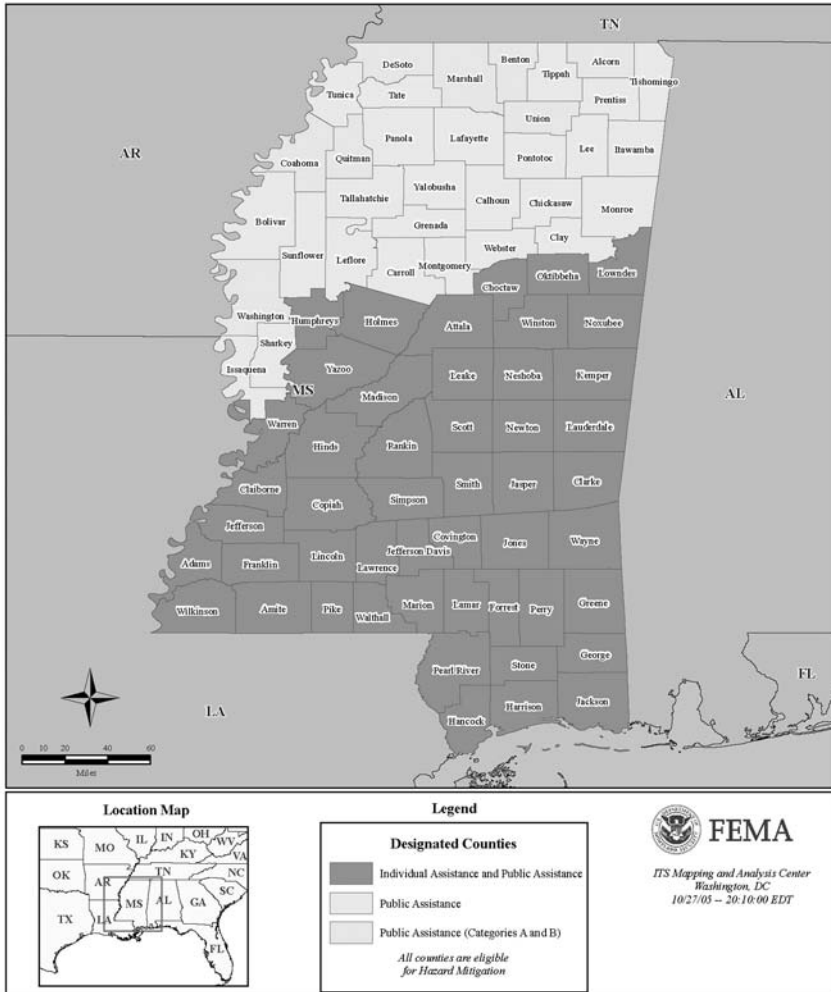 TN
DeSoto
Marshall
Benton
Tippah
Alcorn
Tishomingo
Tunica
Tate
Prentiss
Union
Panola
Lafayette
Pontotoc
Lee
Itawamba
AR
Coahoma
Quitman
Tallahatchie
Yalobusha
Calhoun
Chickasaw
Monroe
Bolivar
Grenada
Sunflower
Leflore
Carroll
Montgomery
Webster
Clay
Choctaw
Oktibbeha
Lowndes
Washington
Humphreys
Holmes
Attala
Winston
Noxubee
Sharkey
Issaquena
Yazoo
Leake
Neshoba
Kemper
MS
Madison
AL
Warren
Hinds
Rankin
Scott
Newton
Lauderdale
Claiborne
Copiah
Simpson
Smith
Jasper
Clarke
Jefferson
Adams
Franklin
Lincoln
Lawrence
Jefferson Davis
Covington
Jones
Wayne
Wilkinson
Amite
Pike
Walthall
Marion
Lamar
Forrest
Perry
Greene
Pearl River
Stone
George
FL
LA
Hancock
Harrison
Jackson
0 10 20 40 60
Miles
Location Map
KS
MO
IL
IN
OH
WV
VA
KY
OK
AR
TN
NC
SC
TX
LA
MS
AL
GA
FL
Legend
Designated Counties
Individual Assistance and Public Assistance
Public Assistance
Public Assistance (Categories A and B)
All counties are eligible
for Hazard Mitigation
FEMA
ITS Mapping and Analysis Center
Washington, DC
10/27/05 -- 20:10:00 EDT